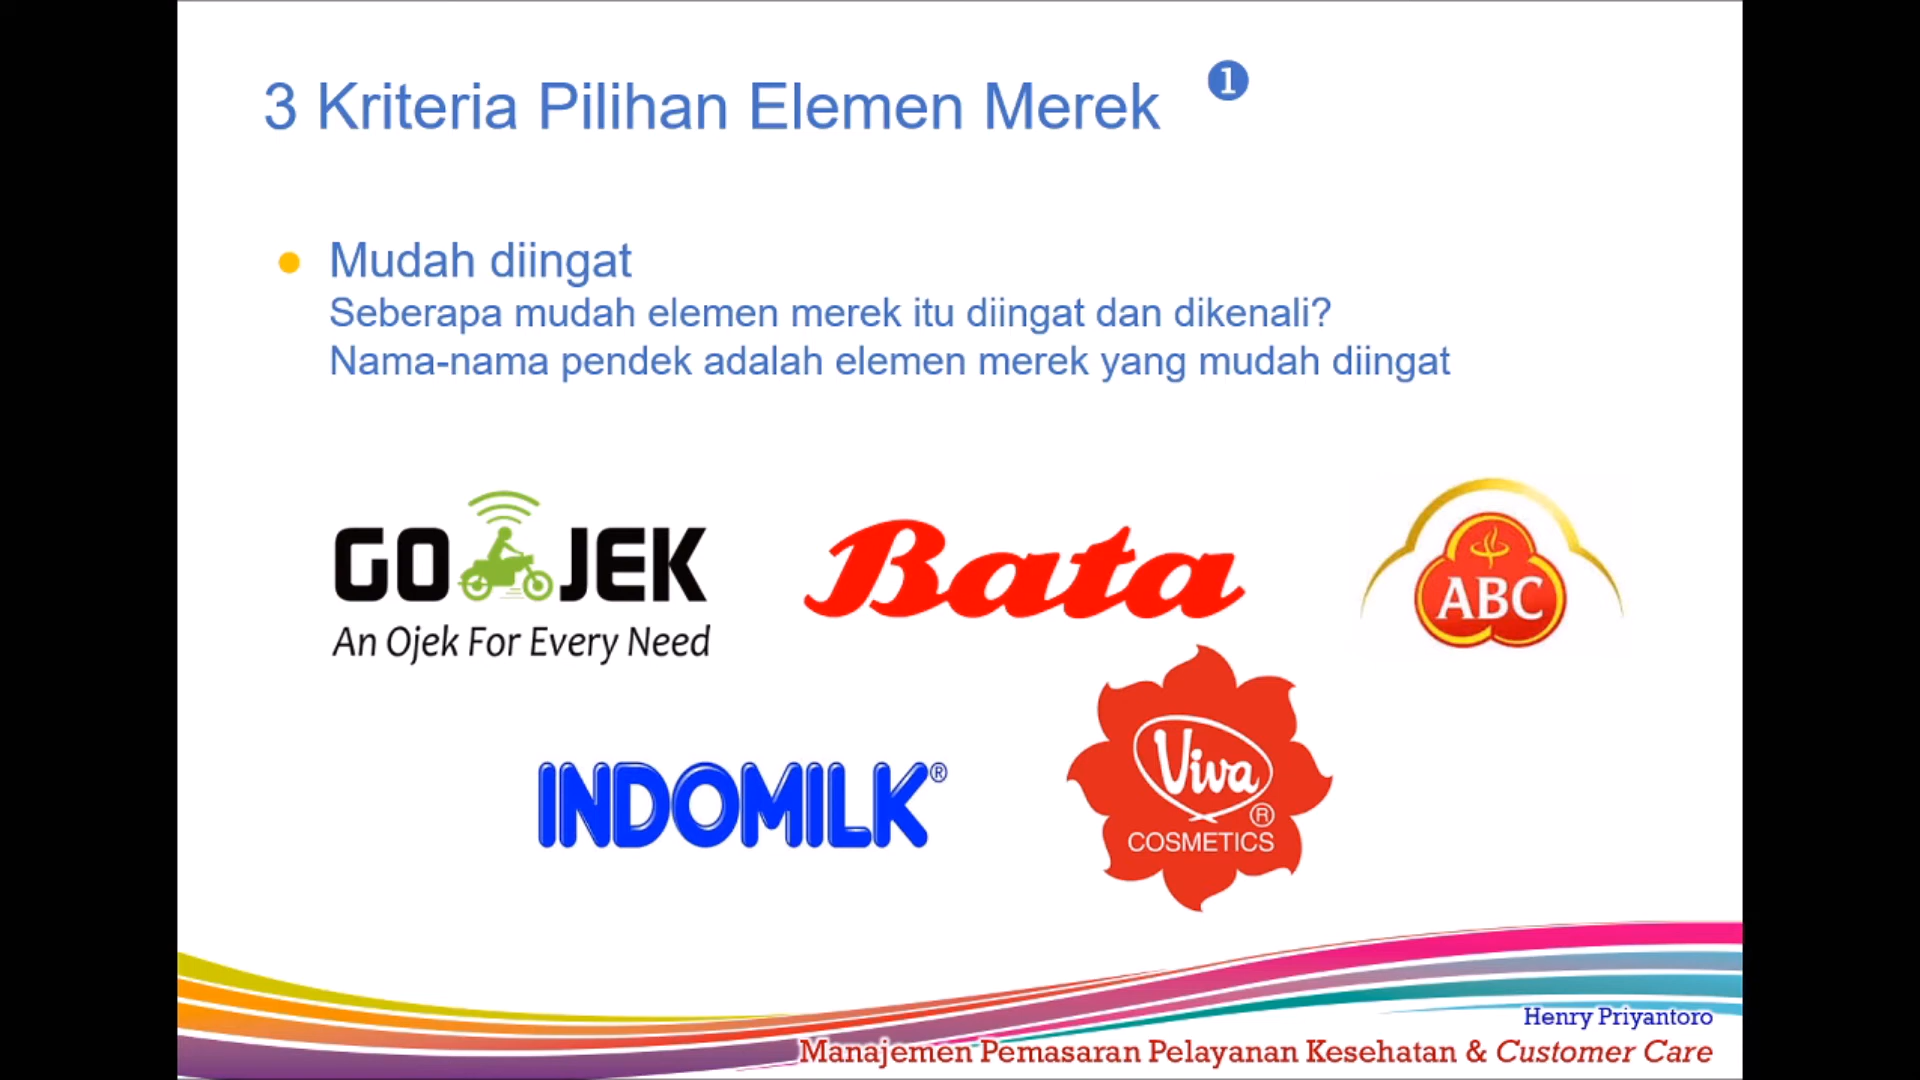 3 Kriteria Pilihan Elemen Merek ❶
Mudah diingat
Seberapa mudah elemen merek itu diingat dan dikenali?
Nama-nama pendek adalah elemen merek yang mudah diingat
GO JEK
An Ojek For Every Need
Bata
ABC
INDOMILK®
Viva®
COSMETICS
Henry Priyantoro
Manajemen Pemasaran Pelayanan Kesehatan & Customer Care